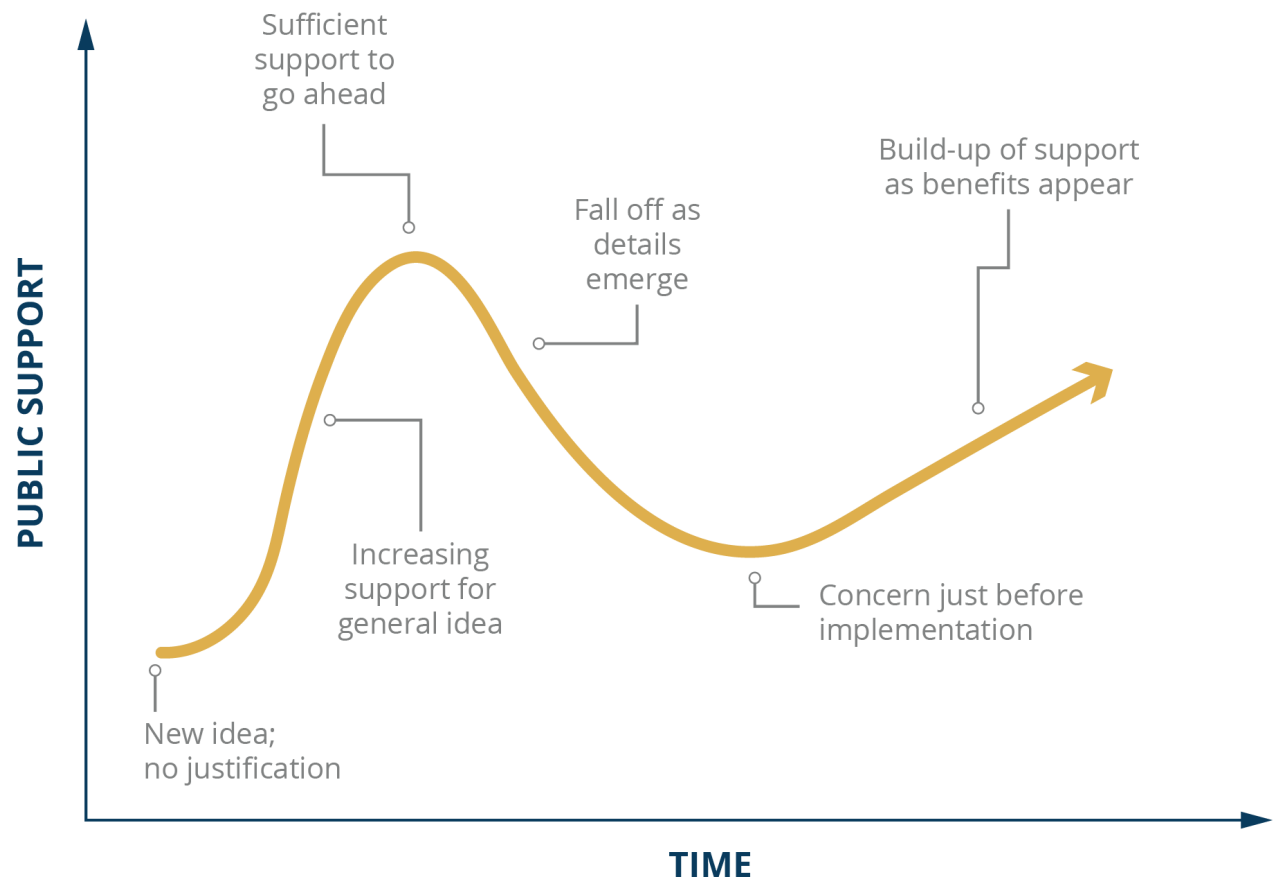 Sufficient
support to
go ahead
Build-up of support
as benefits appear
Fall off as
details
emerge
PUBLIC SUPPORT
Increasing
support for
general idea
Concern just before
implementation
New idea;
no justification
TIME